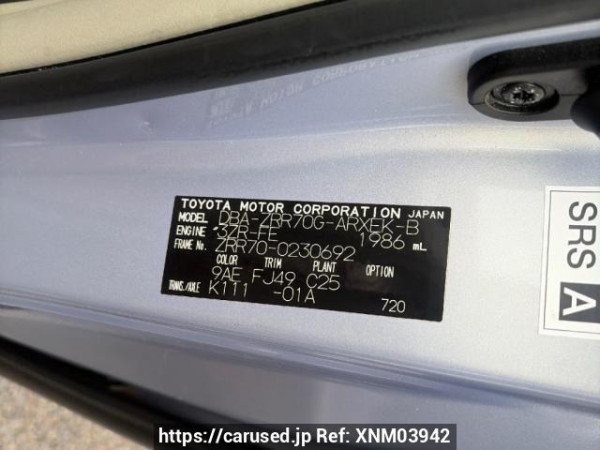 TOYOTA MOTOR CORPORATION JAPAN
MODEL DBA-ZRR70G-ARXEK-B
ENGINE 3ZR-FE 1986 mL
FRAME No. ZRR70-0230692
COLOR TRIM PLANT OPTION
9AE FJ49 C25
TRANS./AXLE K111 -01A 720
SRS A
https://carused.jp Ref: XNM03942